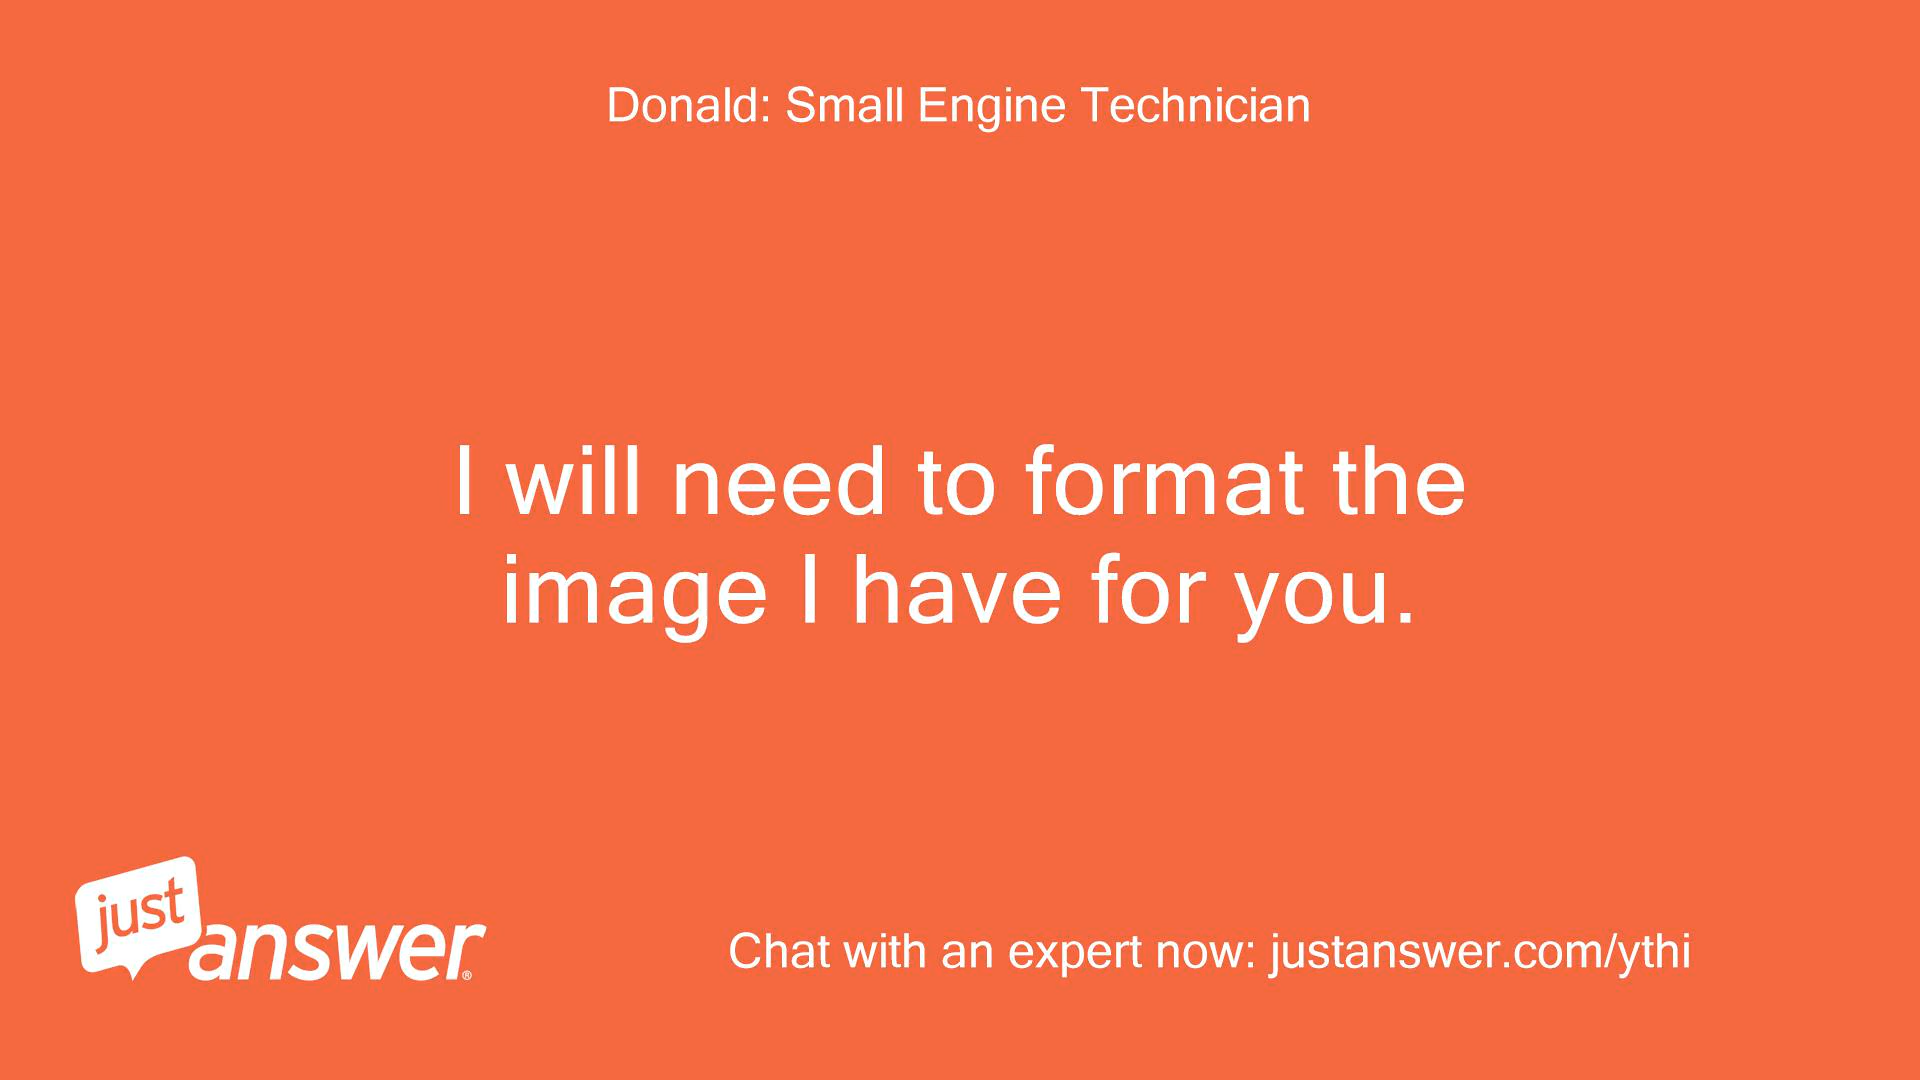 Donald: Small Engine Technician
I will need to format the
image I have for you.
just
answer®
Chat with an expert now: justanswer.com/ythi